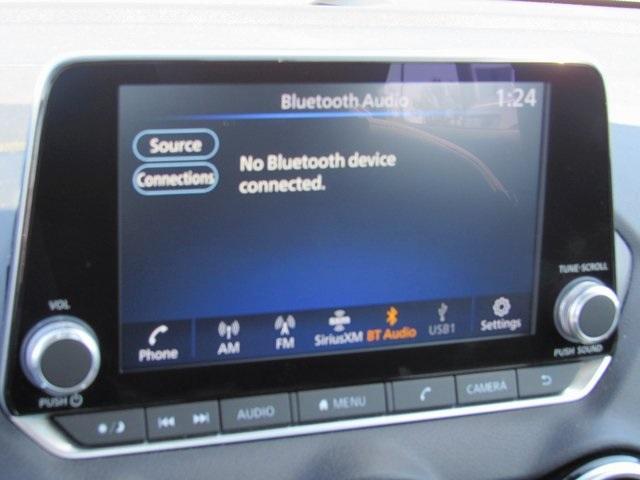 Bluetooth Audio
1:24
Source
Connections
No Bluetooth device
connected.
Phone
AM
FM
SiriusXM
BT Audio
USB1
Settings
VOL
PUSH
TUNE·SCROLL
PUSH SOUND
AUDIO
MENU
CAMERA